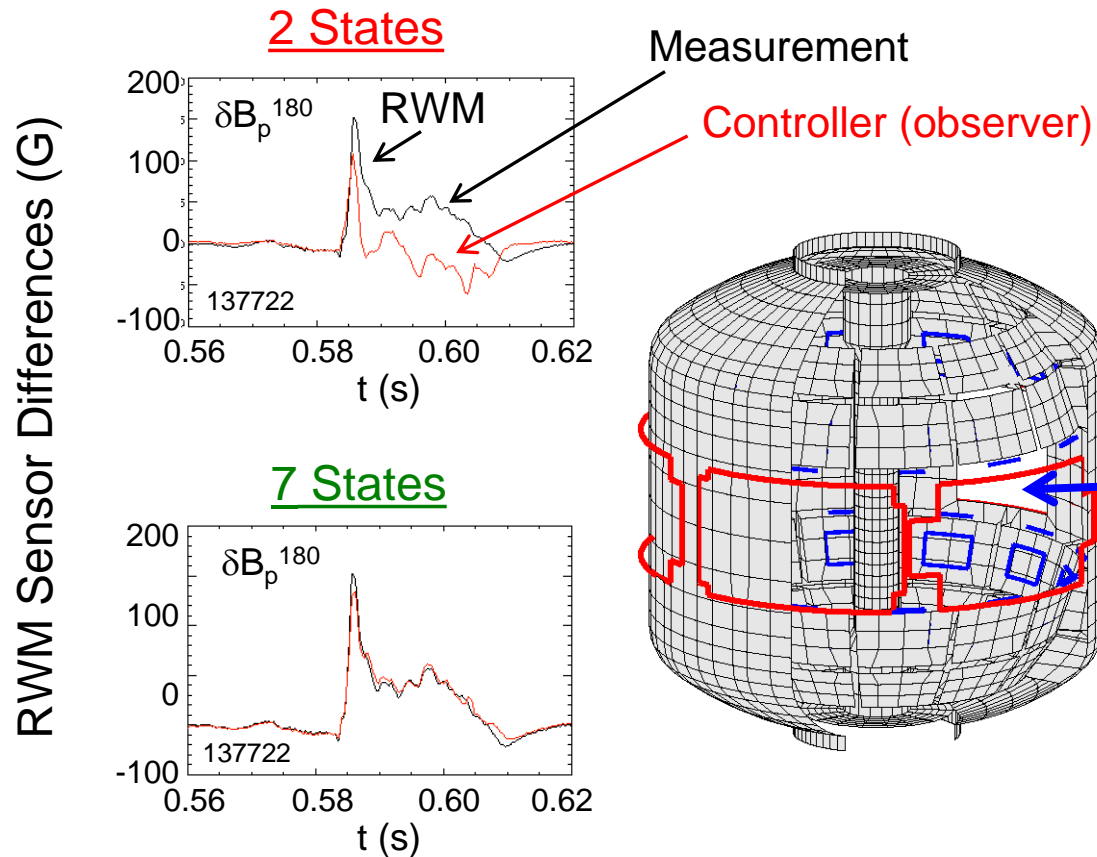 2 States
Measurement
RWM Sensor Differences (G)
200
δBp180
RWM
Controller (observer)
100
0
137722
-100
0.56
0.58
0.60
0.62
t (s)
7 States
200
δBp180
100
0
137722
-100
0.56
0.58
0.60
0.62
t (s)